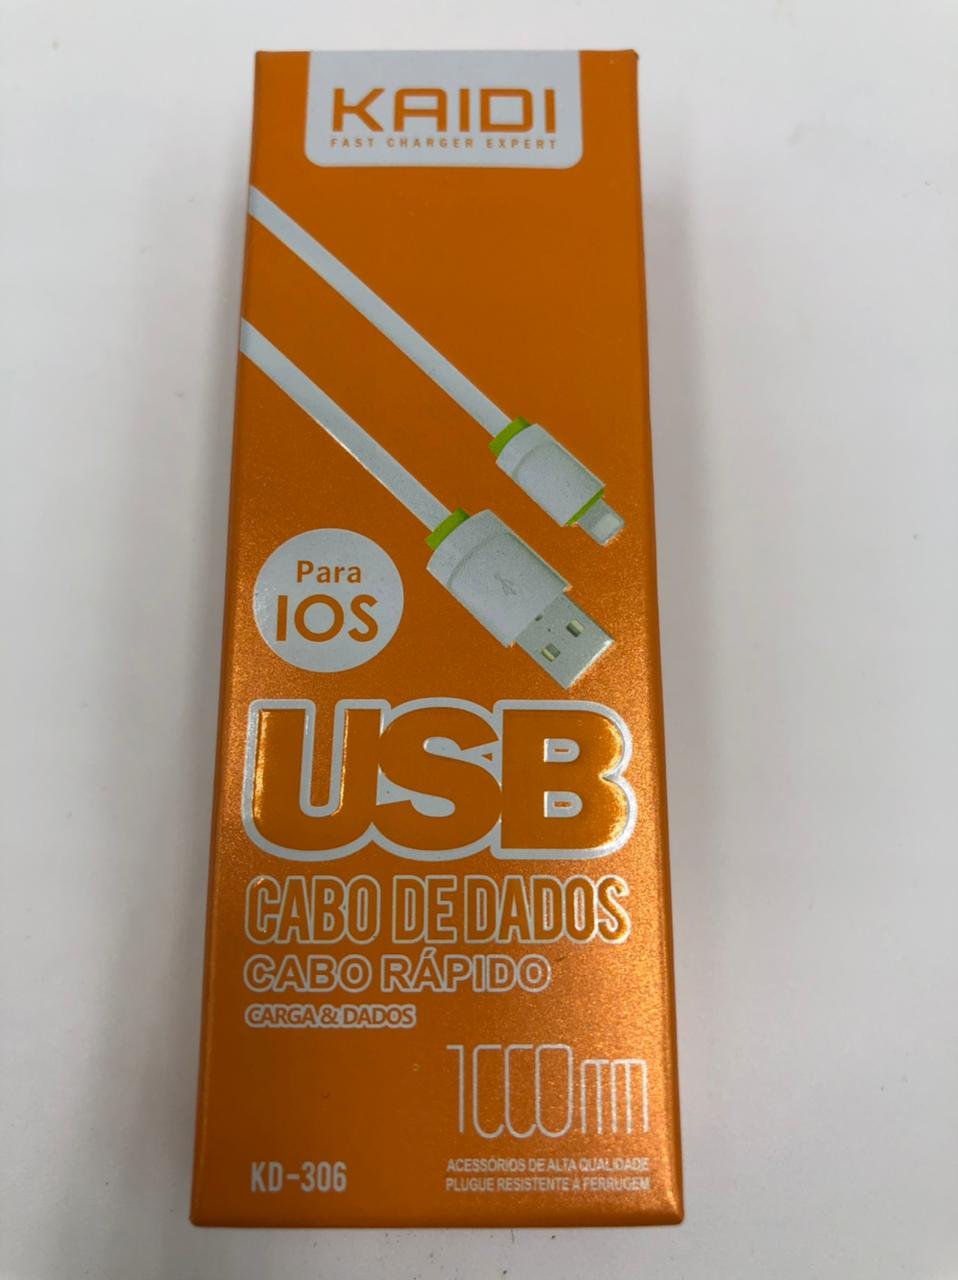 KAIDI
FAST CHARGER EXPERT
Para
IOS
USB
CABO DE DADOS
CABO RÁPIDO
CARGA & DADOS
1000mm
KD-306
ACESSÓRIOS DE ALTA QUALIDADE
PLUGUE RESISTENTE A FERRUGEM